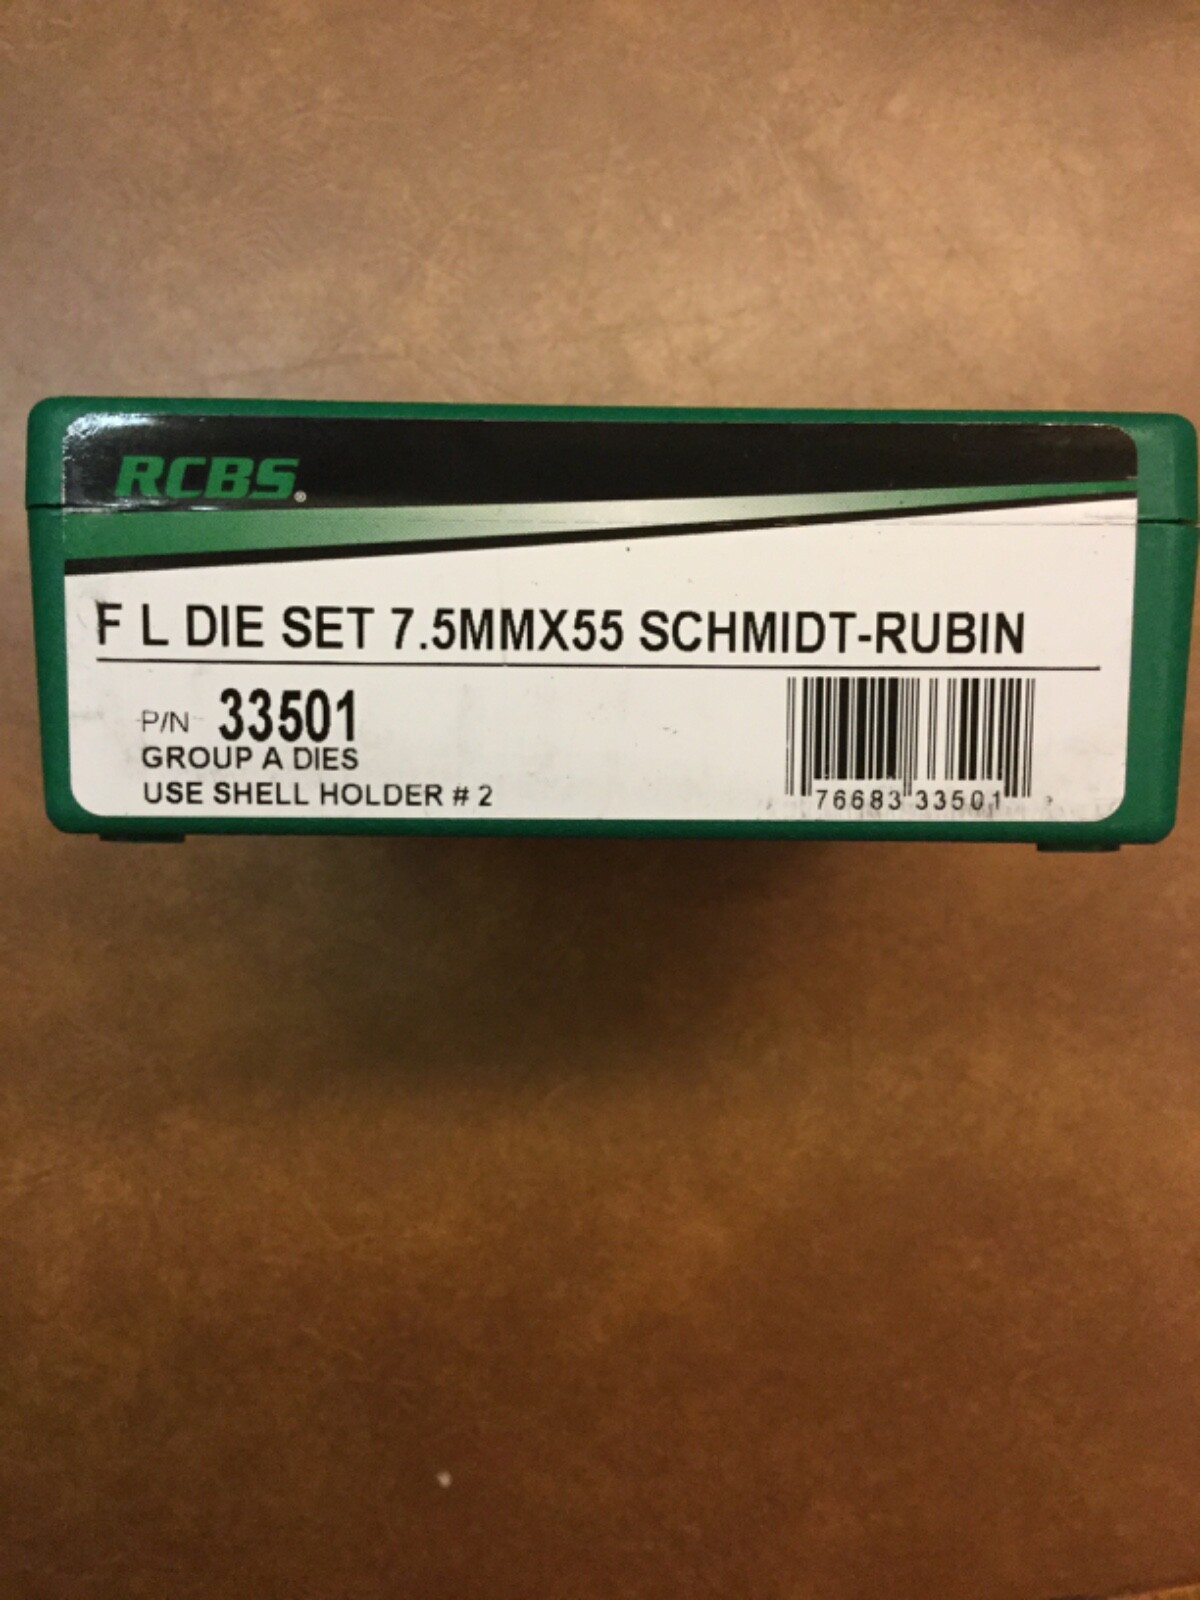 RCBS®
F L DIE SET 7.5MMX55 SCHMIDT-RUBIN
P/N 33501
GROUP A DIES
USE SHELL HOLDER # 2
76683 33501